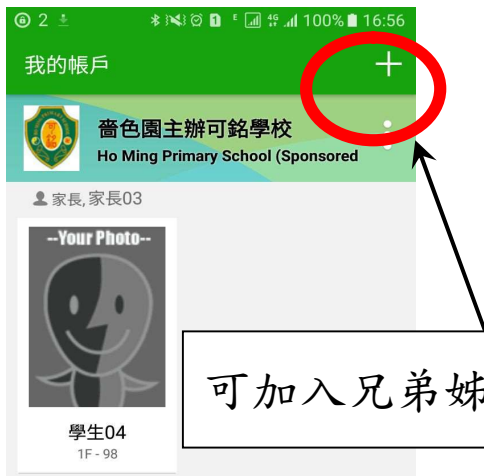 2 E 4G 100% 16:56
我的帳戶
嗇色園主辦可銘學校
Ho Ming Primary School (Sponsored
家長, 家長03
--Your Photo--
可加入兄弟姊
學生04
1F - 98